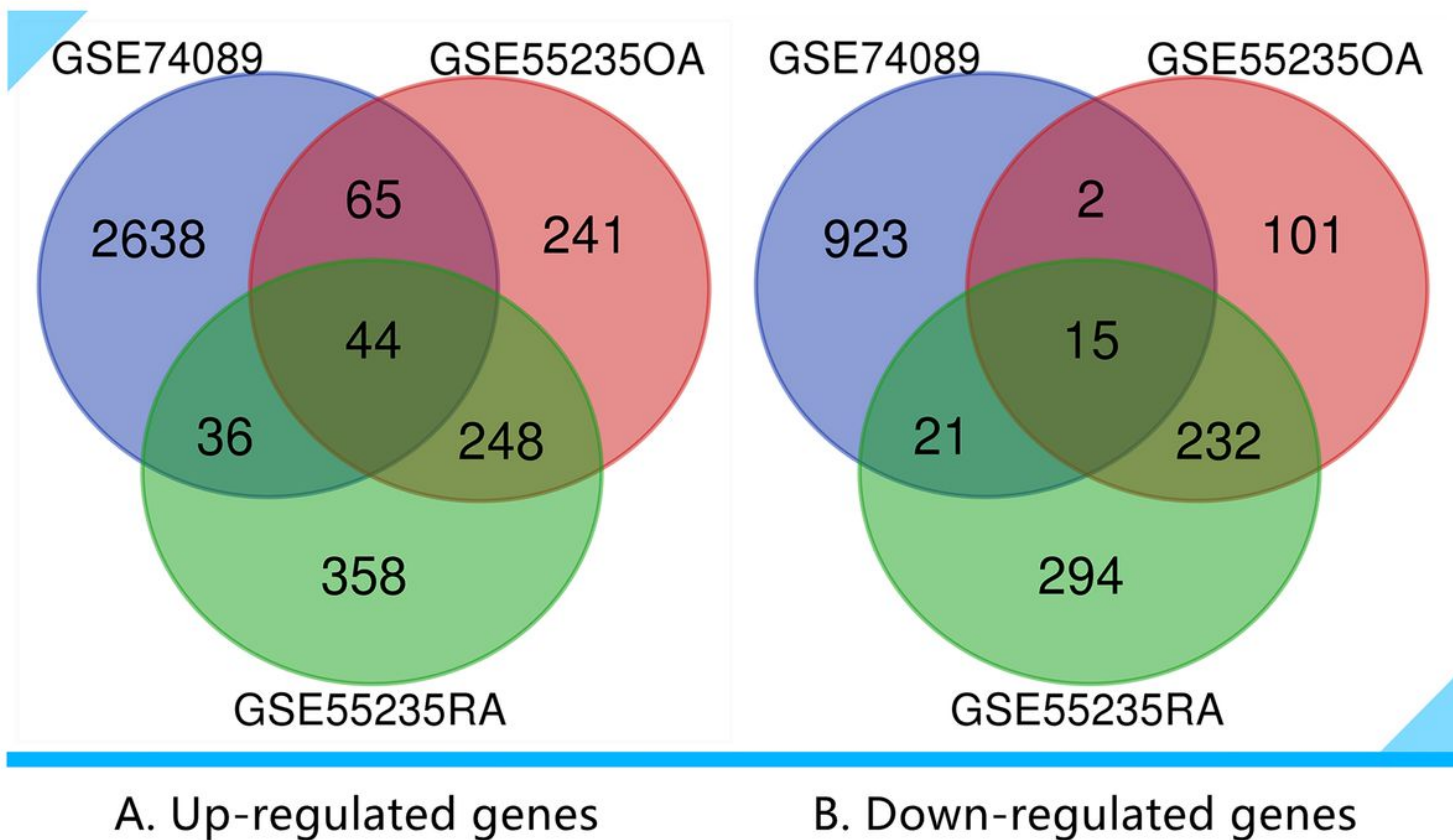 GSE74089 GSE55235OA
65
2638 241
44
36 248
358
GSE55235RA
A. Up-regulated genes
GSE74089 GSE55235OA
2
923 101
15
21 232
294
GSE55235RA
B. Down-regulated genes